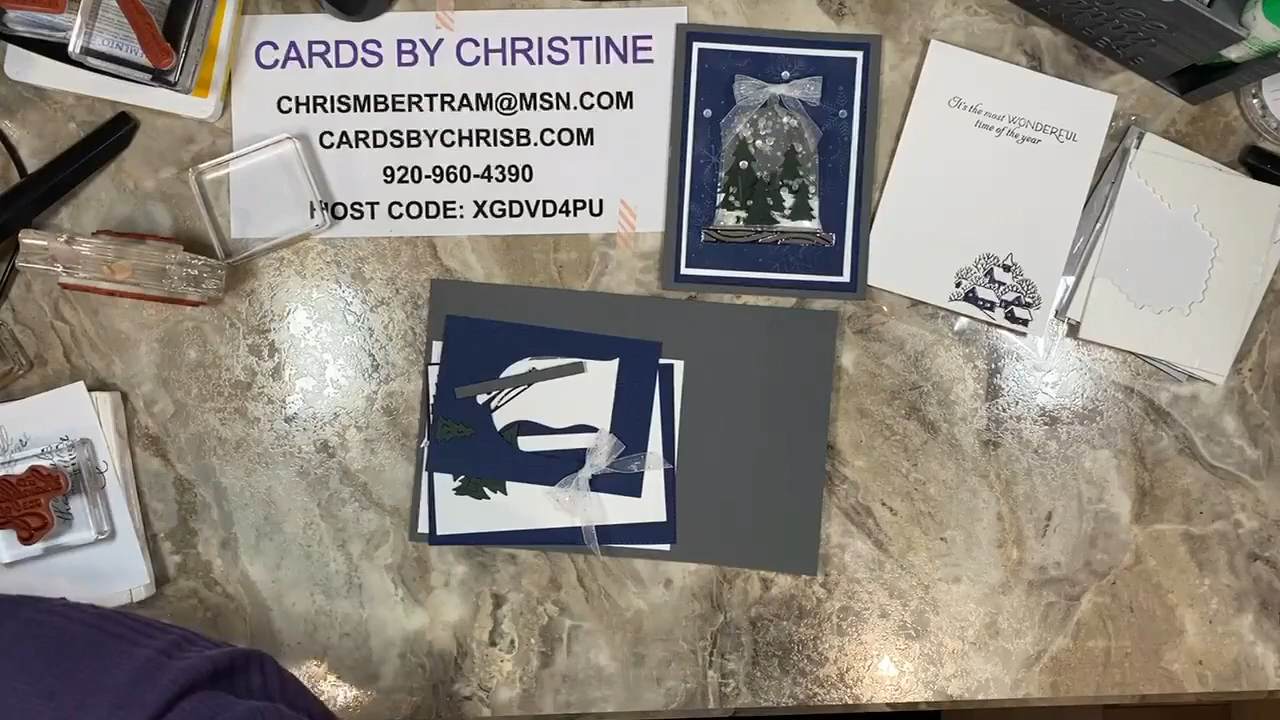 CARDS BY CHRISTINE
CHRISMBERTRAM@MSN.COM
CARDSBYCHRISB.COM
920-960-4390
HOST CODE: XGDVD4PU
It's the most WONDERFUL
time of the year